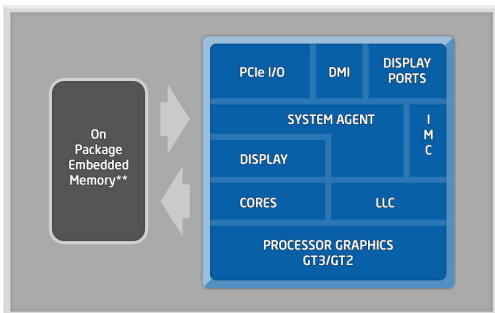 On
Package
Embedded
Memory**
PCIe I/O
DMI
DISPLAY
PORTS
SYSTEM AGENT
I
M
C
DISPLAY
CORES
LLC
PROCESSOR GRAPHICS
GT3/GT2